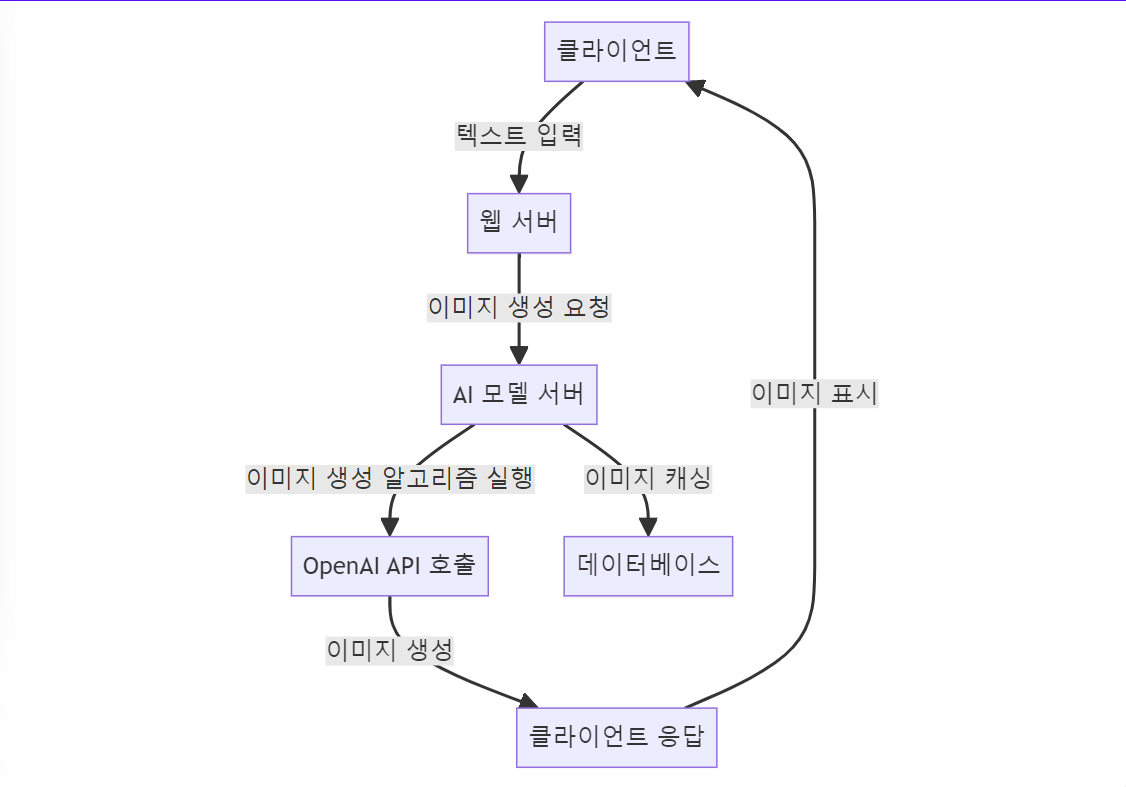 클라이언트
텍스트 입력
웹 서버
이미지 생성 요청
AI 모델 서버
이미지 표시
이미지 생성 알고리즘 실행
이미지 캐싱
OpenAI API 호출
데이터베이스
이미지 생성
클라이언트 응답